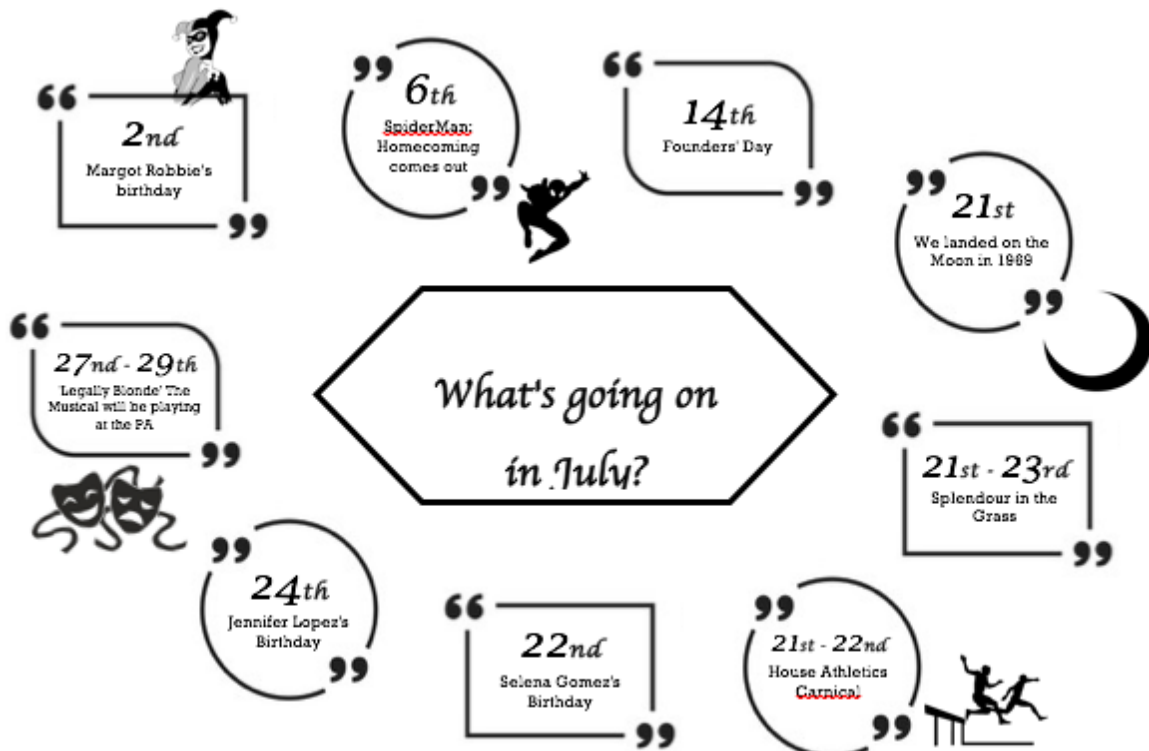 2nd
Margot Robbie's
birthday
6th
SpiderMan:
Homecoming
comes out
14th
Founders' Day
21st
We landed on the
Moon in 1969
What's going on
in July?
27nd - 29th
'Legally Blonde' The
Musical will be playing
at the PA
21st - 23rd
Splendour in the
Grass
24th
Jennifer Lopez's
Birthday
22nd
Selena Gomez's
Birthday
21st - 22nd
House Athletics
Carnical